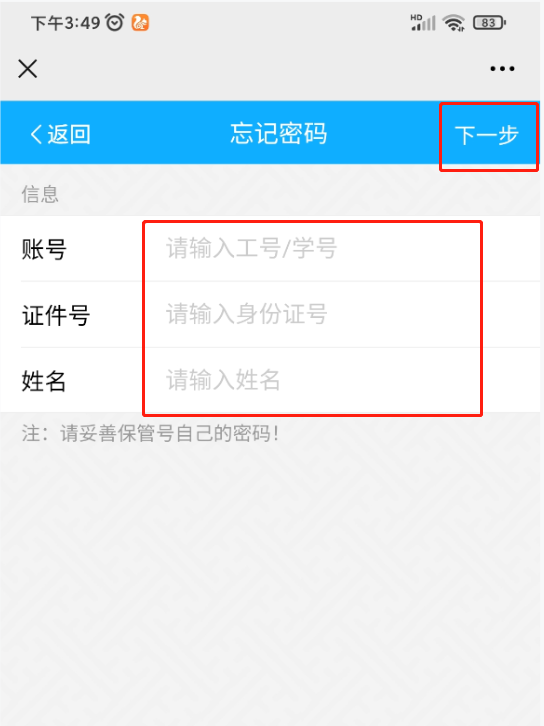 下午3:49
HD
83
返回 忘记密码 下一步
信息
账号 请输入工号/学号
证件号 请输入身份证号
姓名 请输入姓名
注：请妥善保管号自己的密码！